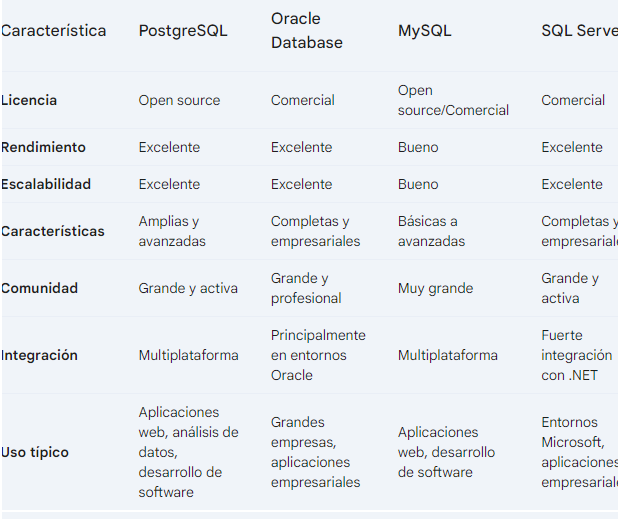 Característica PostgreSQL Oracle Database MySQL SQL Serve
Licencia Open source Comercial Open source/Comercial Comercial
Rendimiento Excelente Excelente Bueno Excelente
Escalabilidad Excelente Excelente Bueno Excelente
Características Amplias y avanzadas Completas y empresariales Básicas a avanzadas Completas y empresariale
Comunidad Grande y activa Grande y profesional Muy grande Grande y activa
Integración Multiplataforma Principalmente en entornos Oracle Multiplataforma Fuerte integración con .NET
Uso típico Aplicaciones web, análisis de datos, desarrollo de software Grandes empresas, aplicaciones empresariales Aplicaciones web, desarrollo de software Entornos Microsoft, aplicaciones empresariale